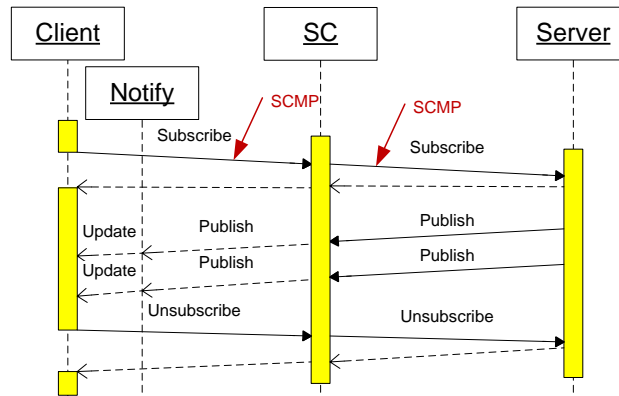 Client
SC
Server
Notify
SCMP
SCMP
Subscribe
Subscribe
Publish
Publish
Update
Publish
Update
Publish
Unsubscribe
Unsubscribe